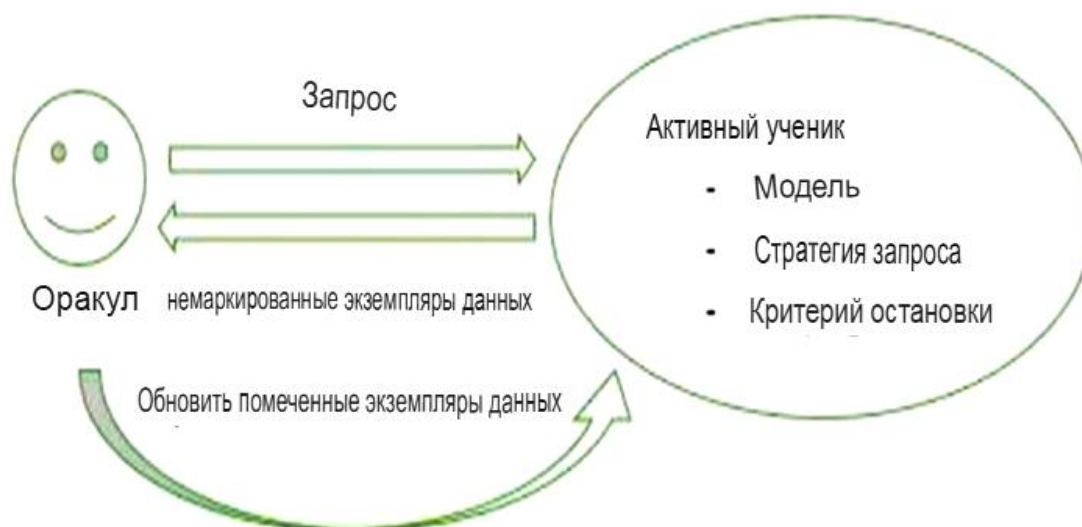 Запрос
Активный ученик
- Модель
- Стратегия запроса
- Критерий остановки
Оракул
немаркированные экземпляры данных
Обновить помеченные экземпляры данных